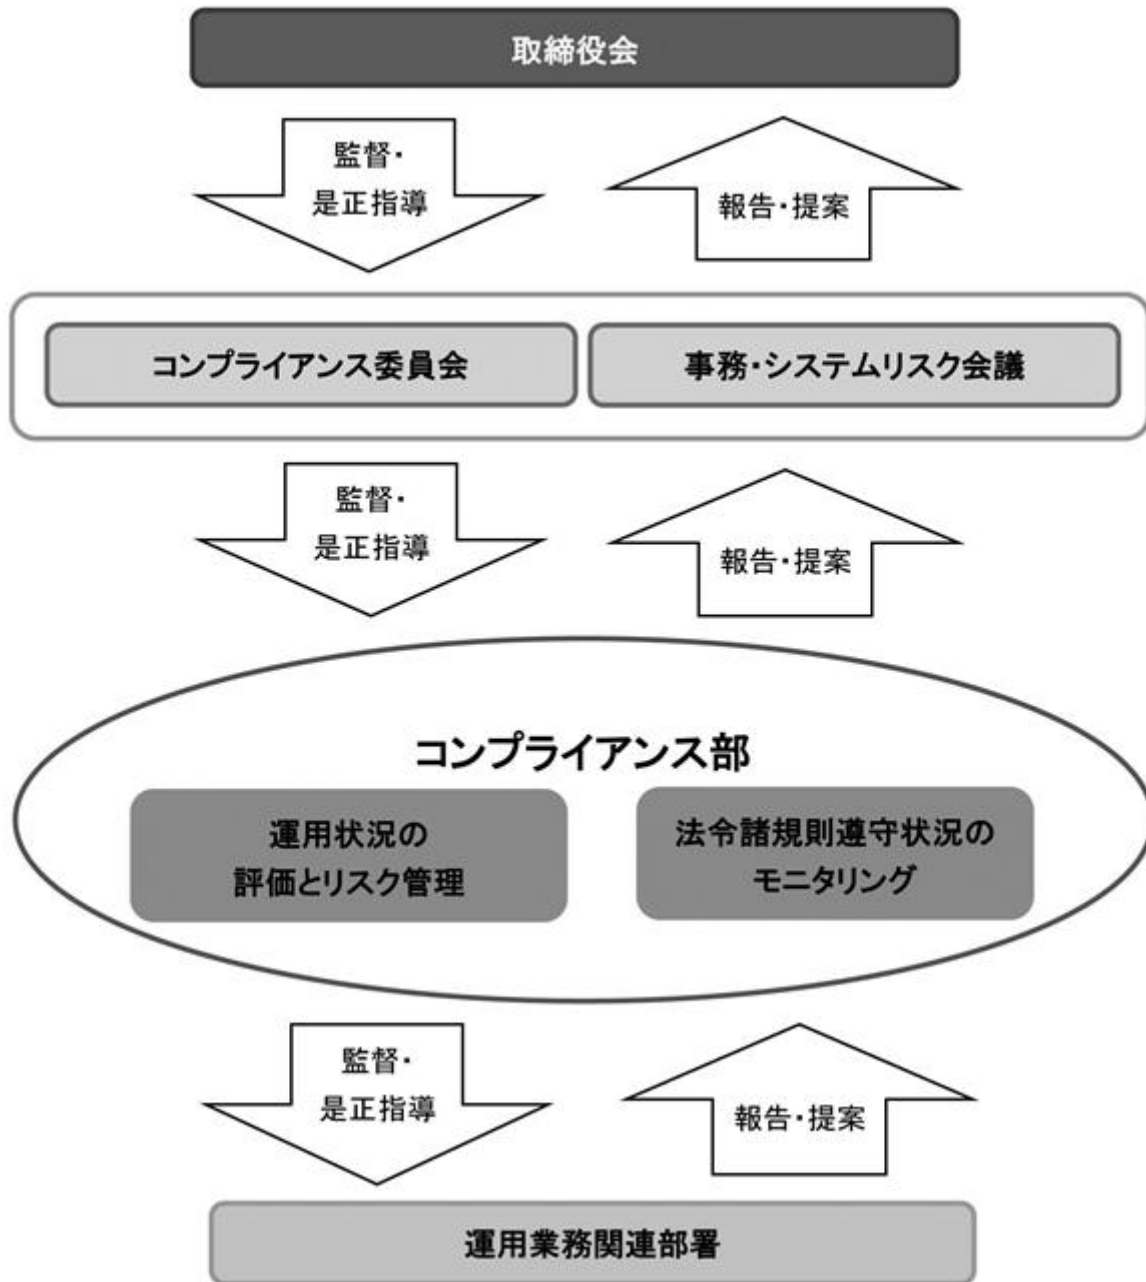 取締役会
監督・
是正指導
報告・提案
コンプライアンス委員会
事務・システムリスク会議
監督・
是正指導
報告・提案
コンプライアンス部
運用状況の
評価とリスク管理
法令諸規則遵守状況の
モニタリング
監督・
是正指導
報告・提案
運用業務関連部署